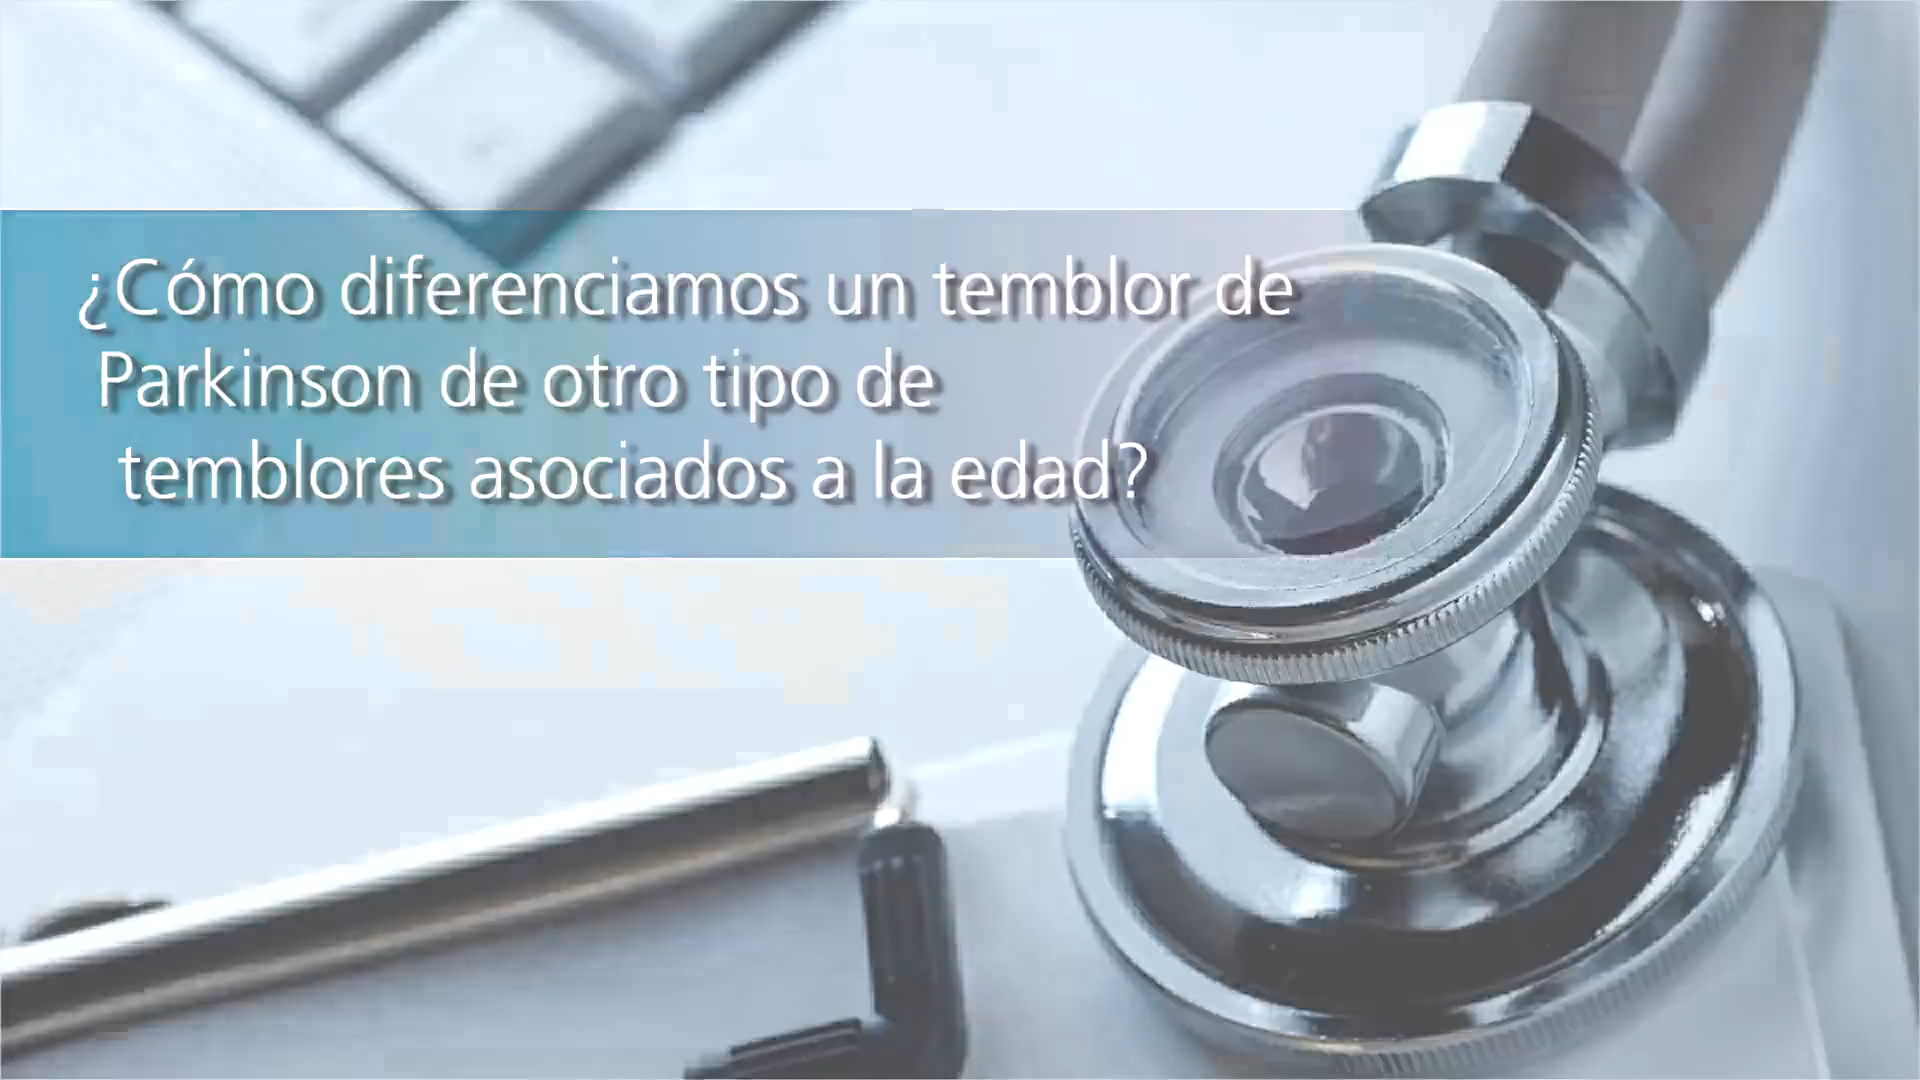 ¿Cómo diferenciamos un temblor de
Parkinson de otro tipo de
temblores asociados a la edad?